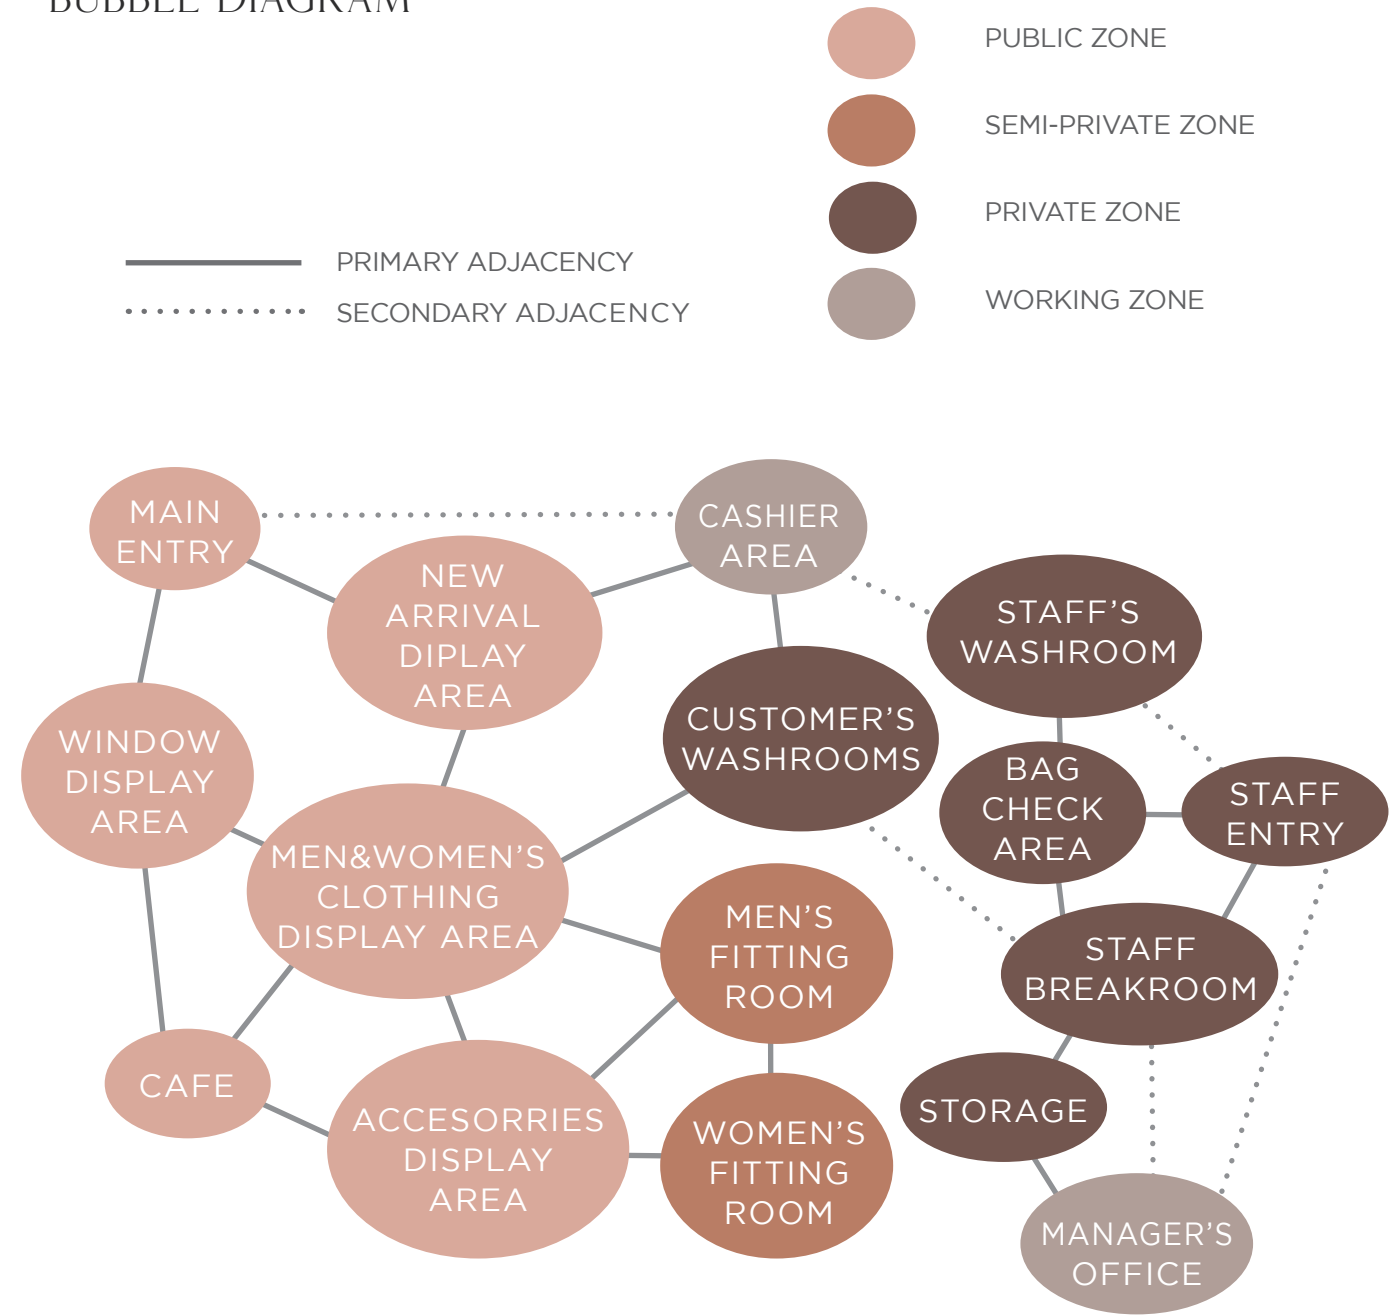 BUBBLE DIAGRAM
PUBLIC ZONE
SEMI-PRIVATE ZONE
PRIVATE ZONE
WORKING ZONE
PRIMARY ADJACENCY
SECONDARY ADJACENCY
MAIN
ENTRY
NEW
ARRIVAL
DIPLAY
AREA
CASHIER
AREA
STAFF'S
WASHROOM
WINDOW
DISPLAY
AREA
CUSTOMER'S
WASHROOMS
BAG
CHECK
AREA
STAFF
ENTRY
MEN&WOMEN'S
CLOTHING
DISPLAY AREA
MEN'S
FITTING
ROOM
STAFF
BREAKROOM
CAFE
ACCESORRIES
DISPLAY
AREA
WOMEN'S
FITTING
ROOM
STORAGE
MANAGER'S
OFFICE